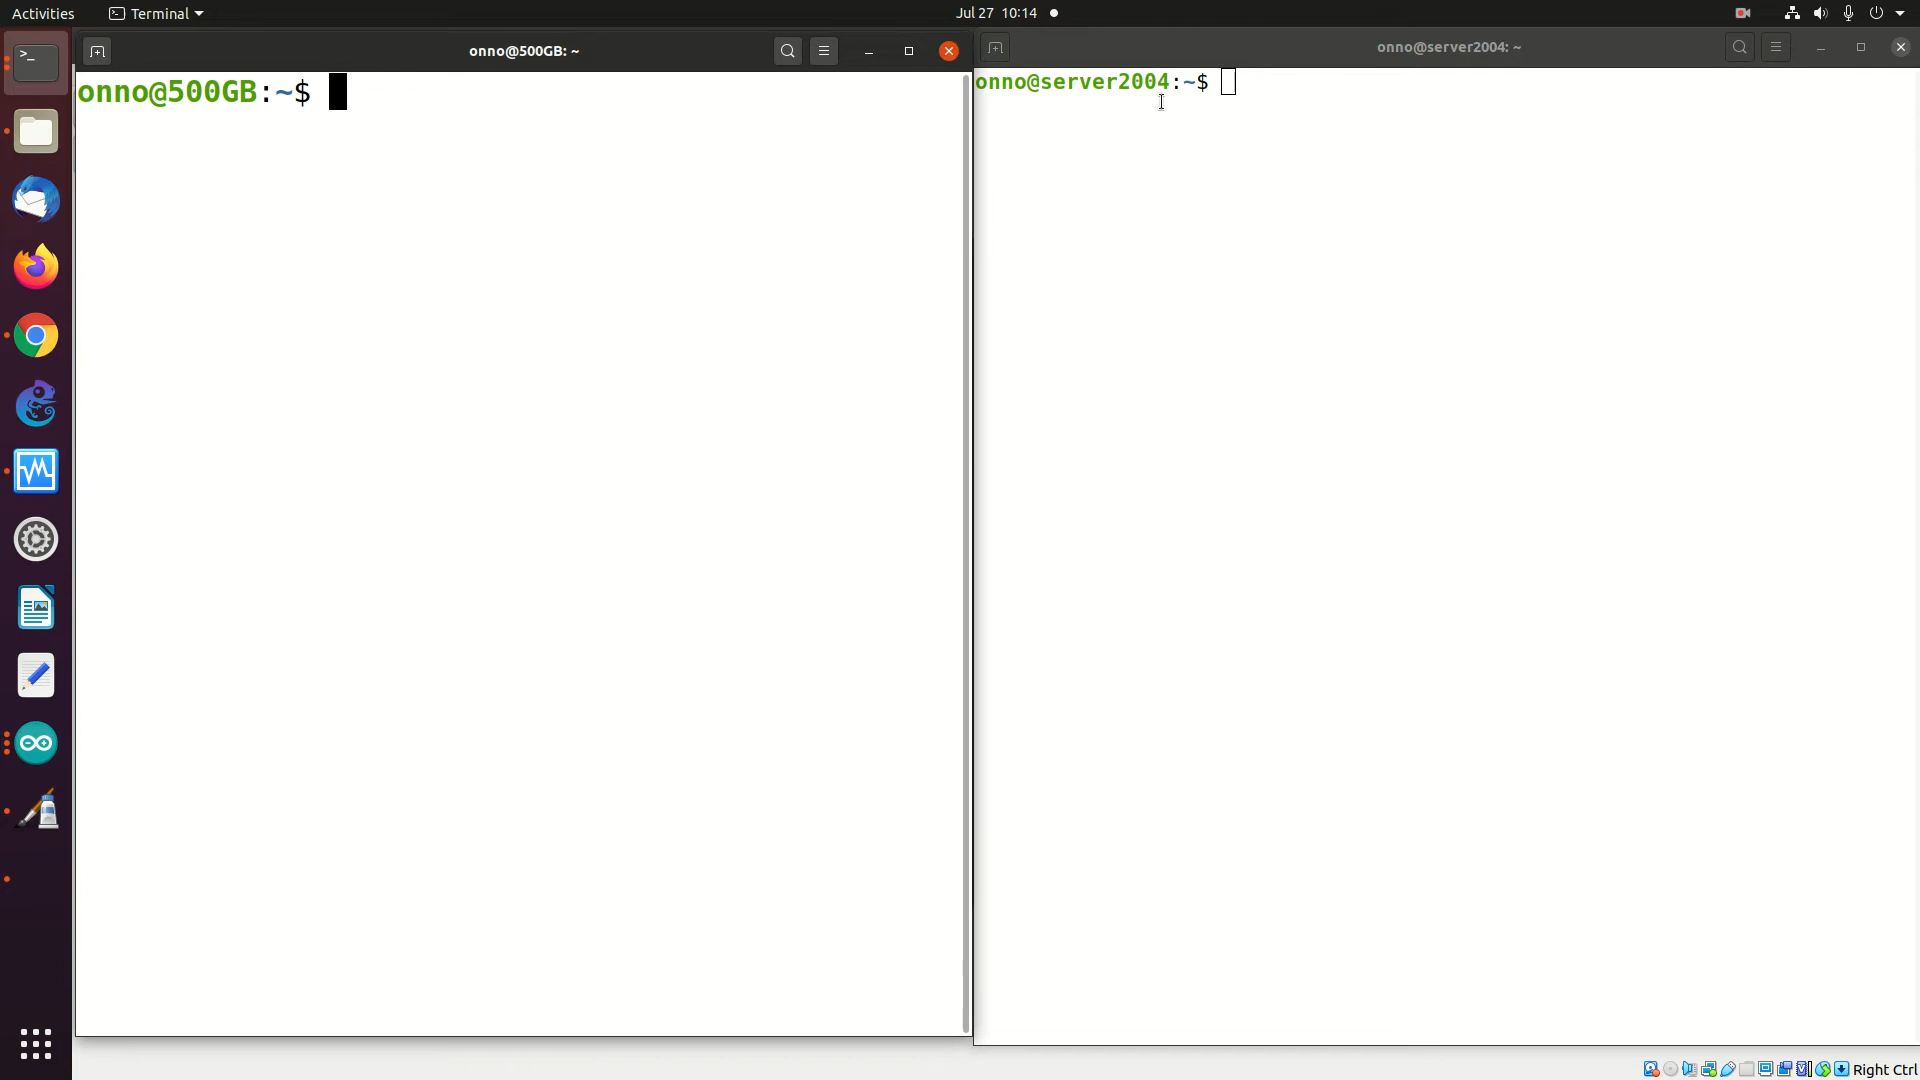 Activities
Terminal
Jul 27 10:14
onno@500GB: ~
onno@server2004: ~
onno@500GB:~$
onno@server2004:~$
Right Ctrl